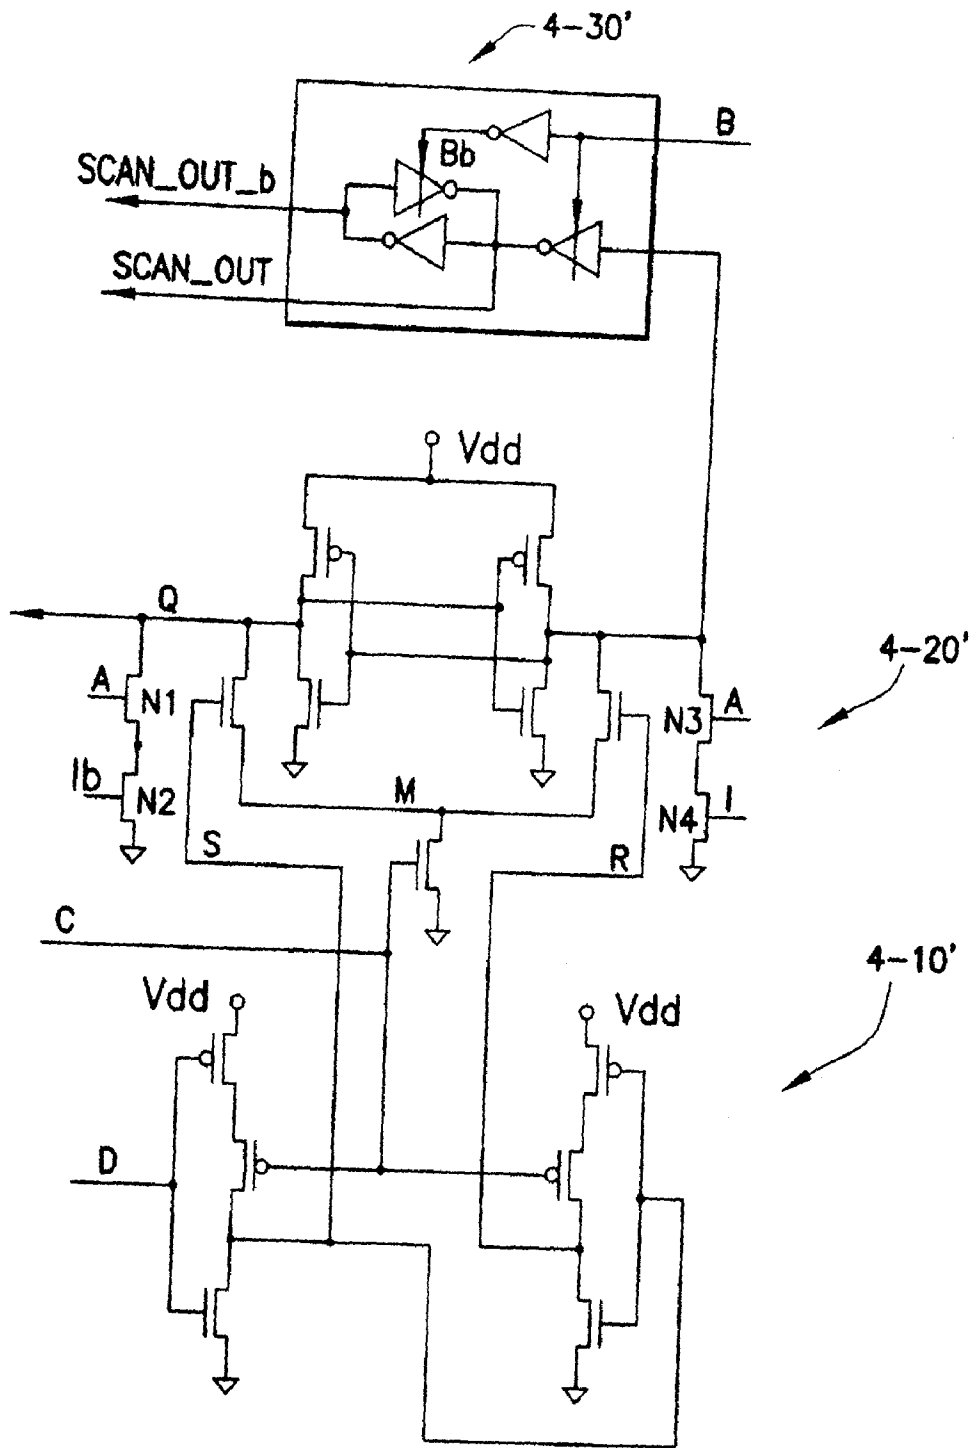 4-30'
B
Bb
SCAN_OUT_b
SCAN_OUT
Vdd
Q
4-20'
A
N1
N3
A
Ib
N2
M
N4
I
S
R
C
4-10'
Vdd
Vdd
D